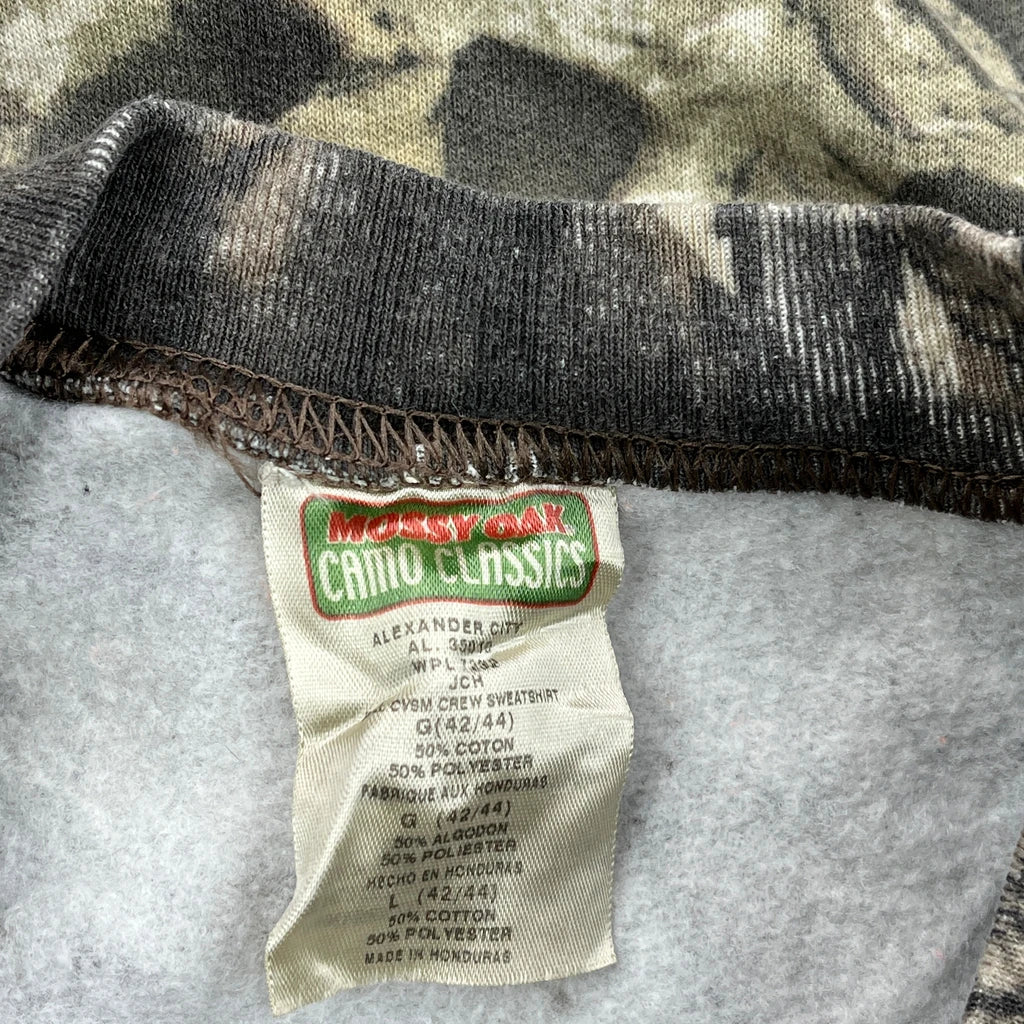 MOSSY OAK
CAMO CLASSICS
ALEXANDER CITY
AL. 35010
WPL 7392
JCH
CVSM CREW SWEATSHIRT
G(42/44)
50% COTON
50% POLYESTER
FABRIQUE AUX HONDURAS
G (42/44)
50% ALGODON
50% POLIESTER
HECHO EN HONDURAS
L (42/44)
50% COTTON
50% POLYESTER
MADE IN HONDURAS